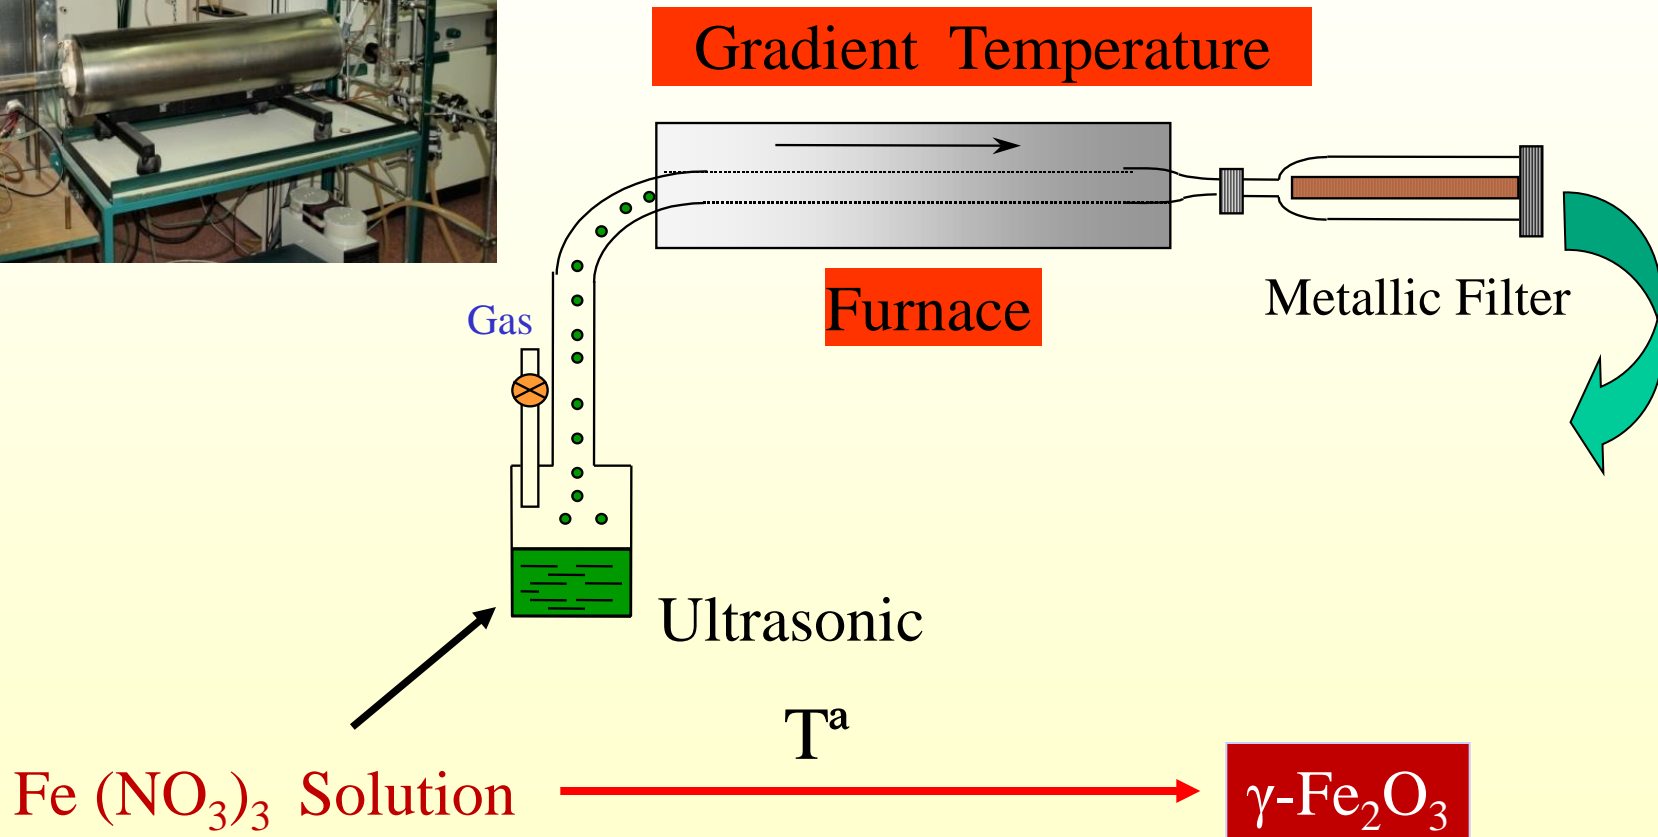 Gradient Temperature
Furnace
Metallic Filter
Gas
Ultrasonic
Tª
Fe (NO₃)₃ Solution
γ-Fe₂O₃